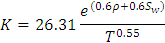 K = 26.31 e^(0.6ρ+0.6S_w) / T^0.55